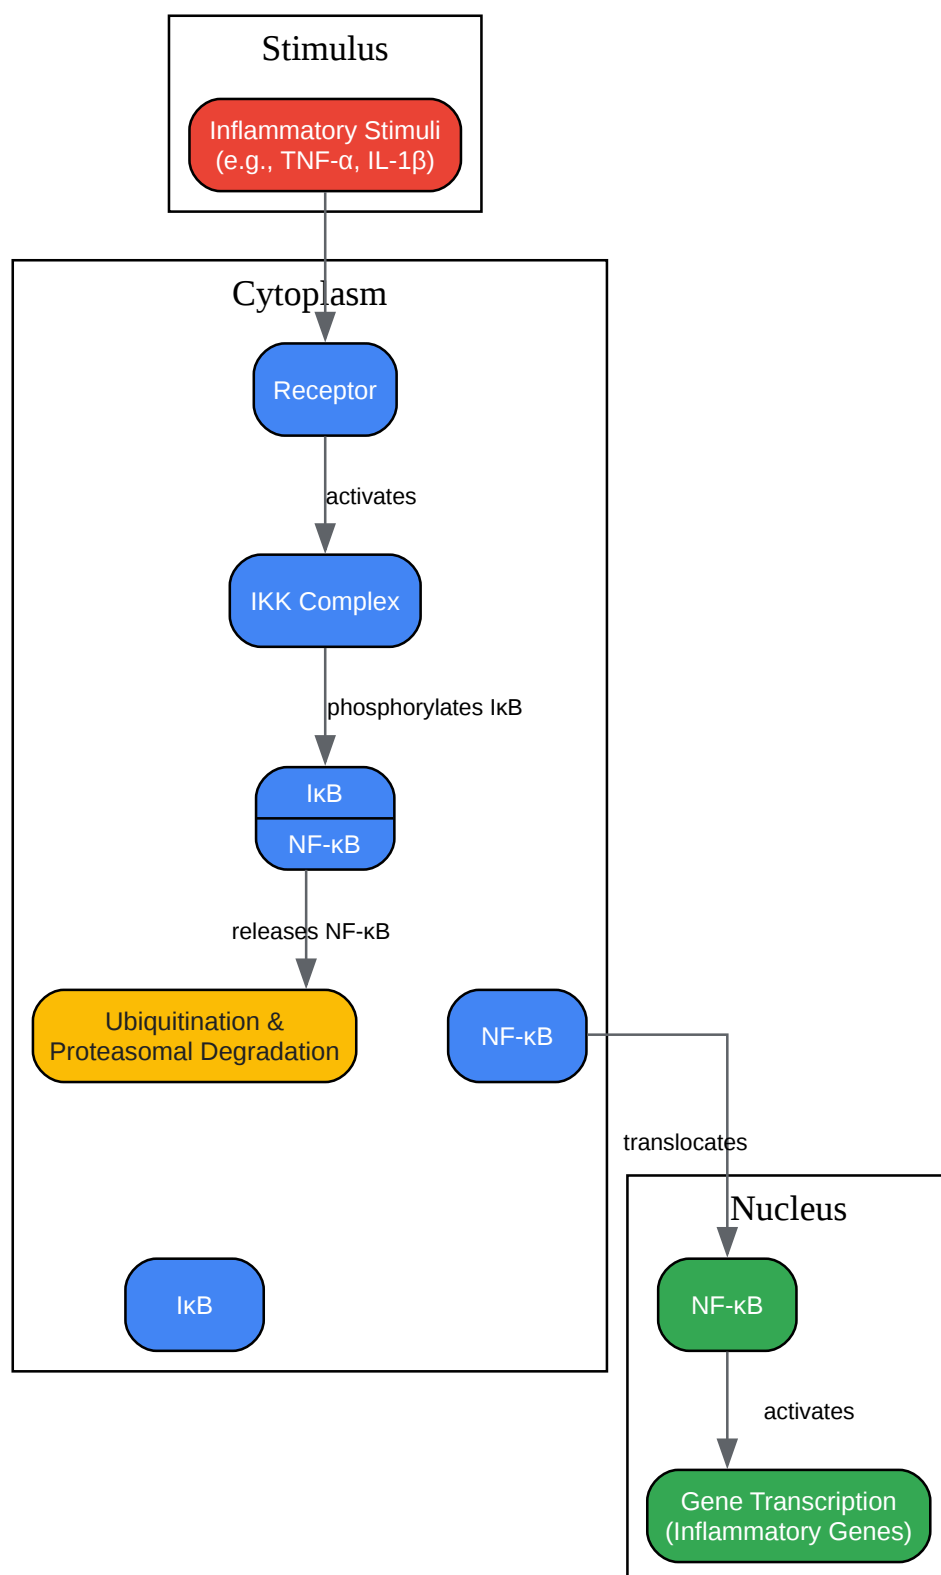 Stimulus
Inflammatory Stimuli
(e.g., TNF-α, IL-1β)
Cytoplasm
Receptor
activates
IKK Complex
phosphorylates IκB
IκB
NF-κB
releases NF-κB
Ubiquitination &
Proteasomal Degradation
NF-κB
translocates
Nucleus
IκB
NF-κB
activates
Gene Transcription
(Inflammatory Genes)